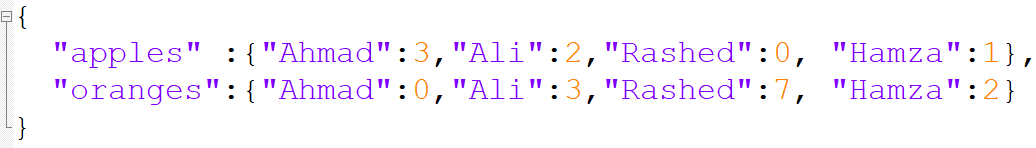 {
"apples" :{"Ahmad":3,"Ali":2,"Rashed":0, "Hamza":1},
"oranges":{"Ahmad":0,"Ali":3,"Rashed":7, "Hamza":2}
}